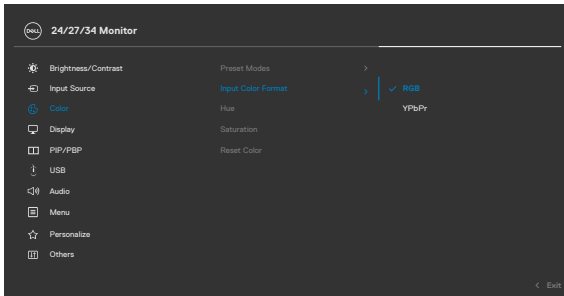 DELL 24/27/34 Monitor
Brightness/Contrast Preset Modes
Input Source Input Color Format RGB
Color Hue YPbPr
Display Saturation
PIP/PBP Reset Color
USB
Audio
Menu
Personalize
Others
Exit